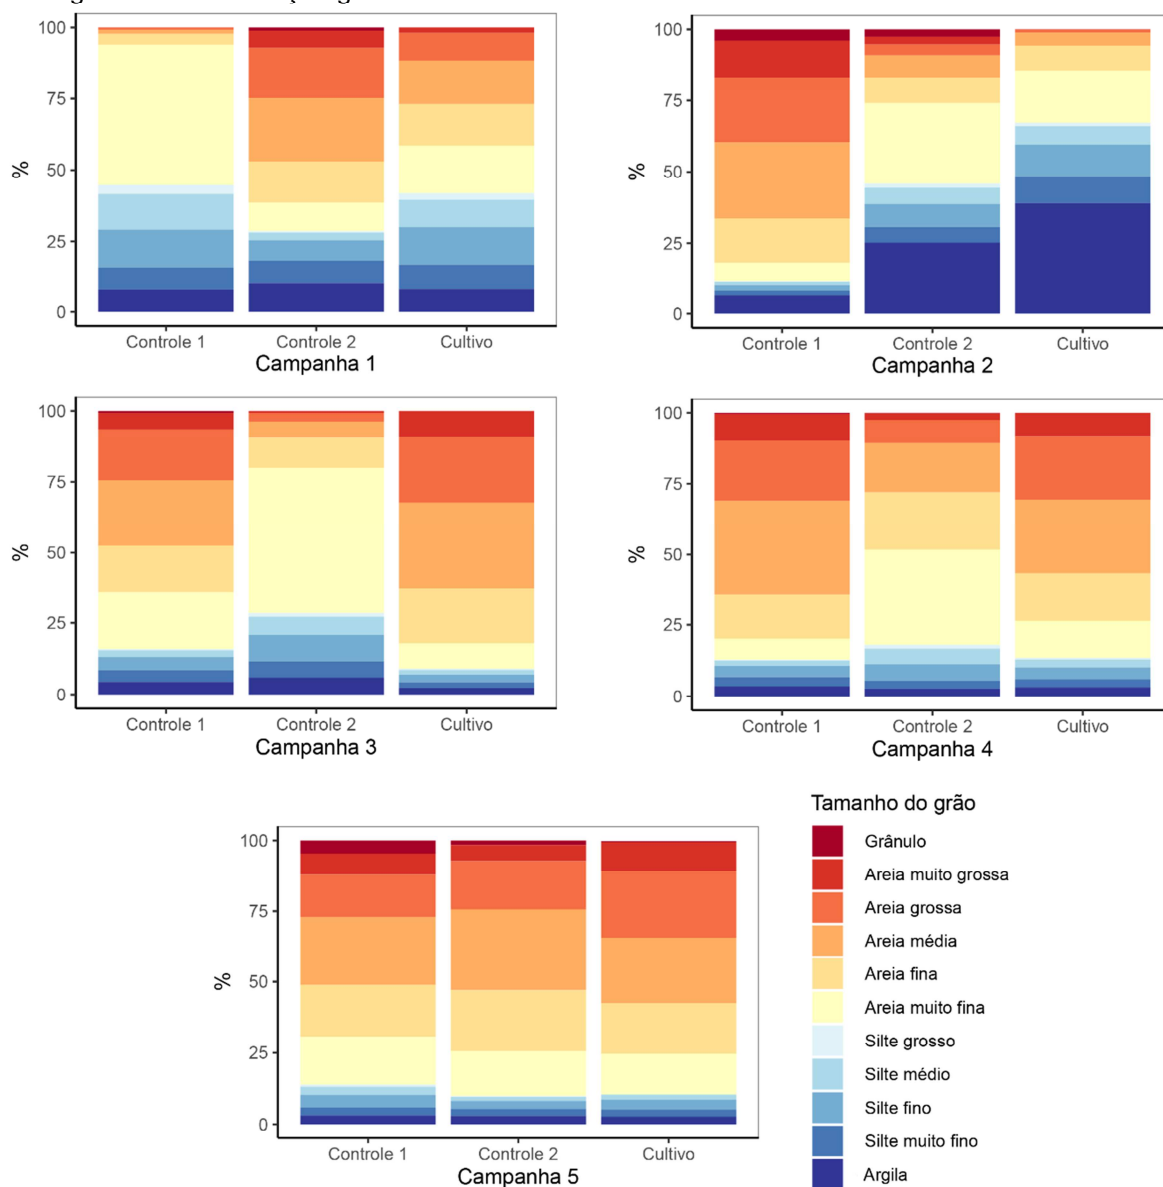 100
75
50
25
0
%
Controle 1 Controle 2 Cultivo
Campanha 1
100
75
50
25
0
%
Controle 1 Controle 2 Cultivo
Campanha 2
100
75
50
25
0
%
Controle 1 Controle 2 Cultivo
Campanha 3
100
75
50
25
0
%
Controle 1 Controle 2 Cultivo
Campanha 4
100
75
50
25
0
%
Controle 1 Controle 2 Cultivo
Campanha 5
Tamanho do grão
Grânulo
Areia muito grossa
Areia grossa
Areia média
Areia fina
Areia muito fina
Silte grosso
Silte médio
Silte fino
Silte muito fino
Argila